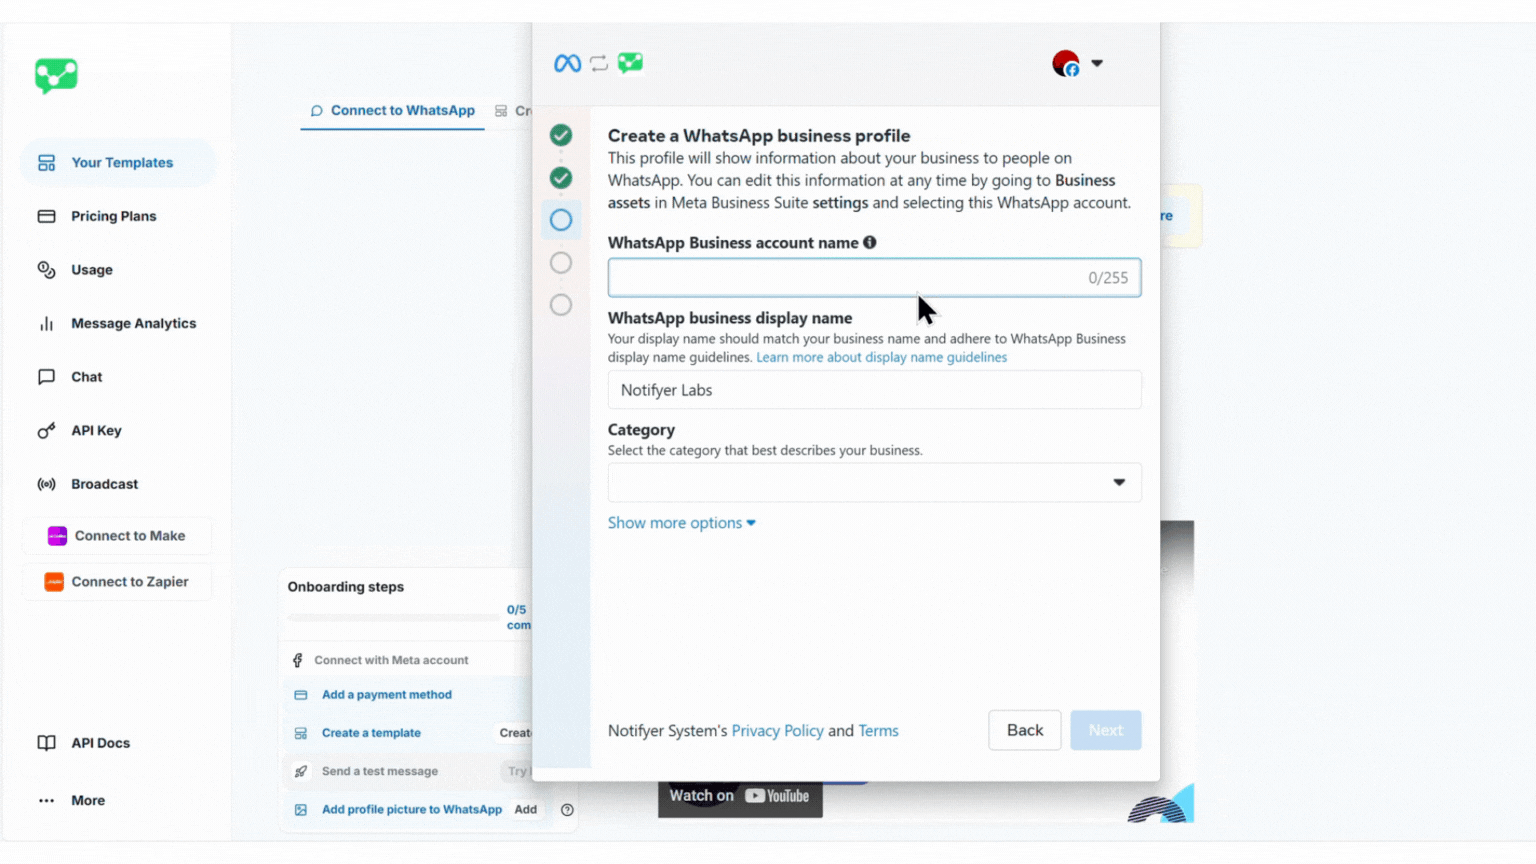 Your Templates
Pricing Plans
Usage
Message Analytics
Chat
API Key
Broadcast
Connect to Make
Connect to Zapier
API Docs
More
Connect to WhatsApp
Onboarding steps
0/5
com
Connect with Meta account
Add a payment method
Create a template
Send a test message
Try
Add profile picture to WhatsApp
Add
Create a WhatsApp business profile
This profile will show information about your business to people on
WhatsApp. You can edit this information at any time by going to Business
assets in Meta Business Suite settings and selecting this WhatsApp account.
WhatsApp Business account name
0/255
WhatsApp business display name
Your display name should match your business name and adhere to WhatsApp Business
display name guidelines. Learn more about display name guidelines
Notifyer Labs
Category
Select the category that best describes your business.
Show more options
Notifyer System's Privacy Policy and Terms
Back
Next
re
Watch on YouTube